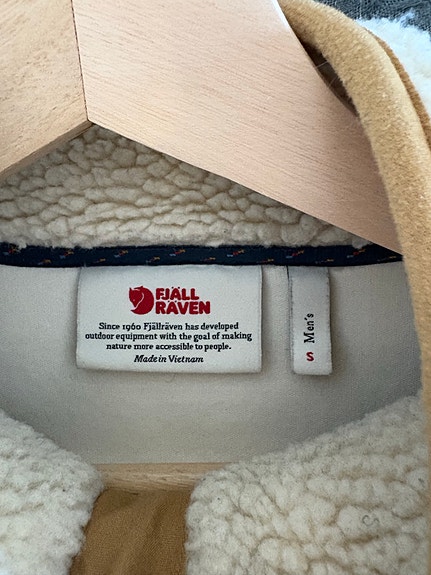 FJÄLL
RÄVEN
Since 1960 Fjällräven has developed
outdoor equipment with the goal of making
nature more accessible to people.
Made in Vietnam
Men's
S